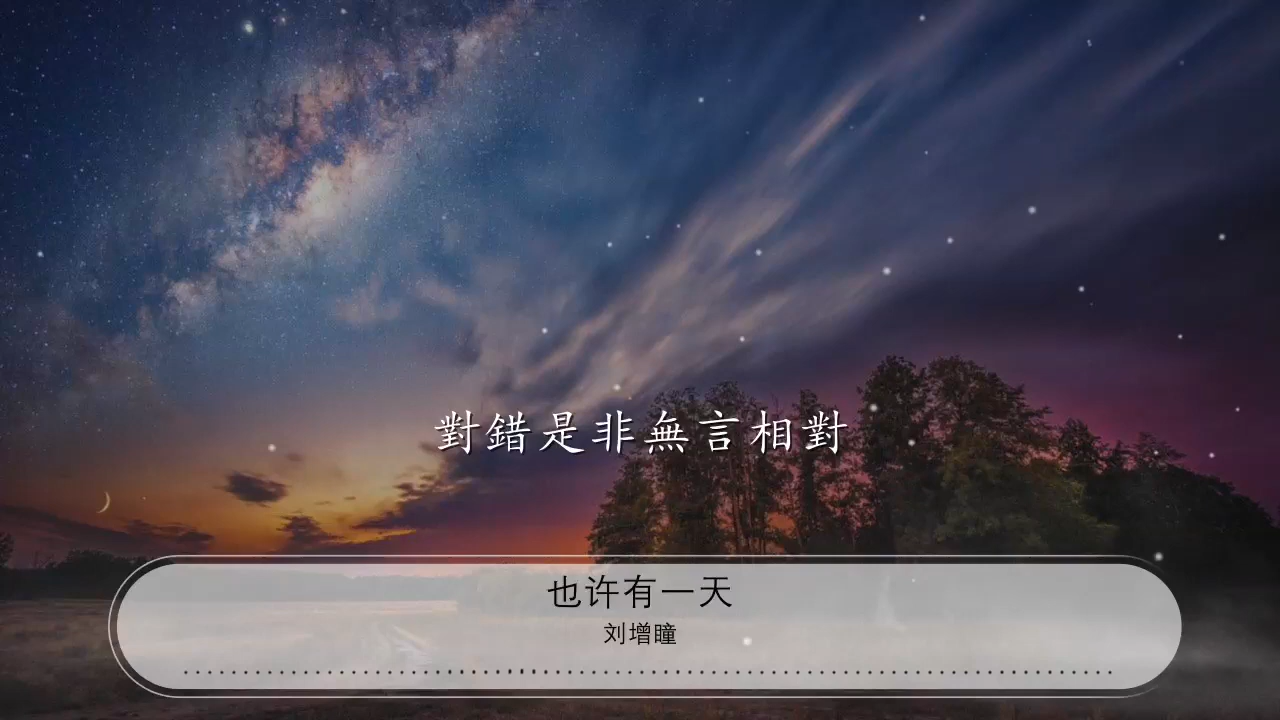 對錯是非無言相對
也许有一天
刘增瞳